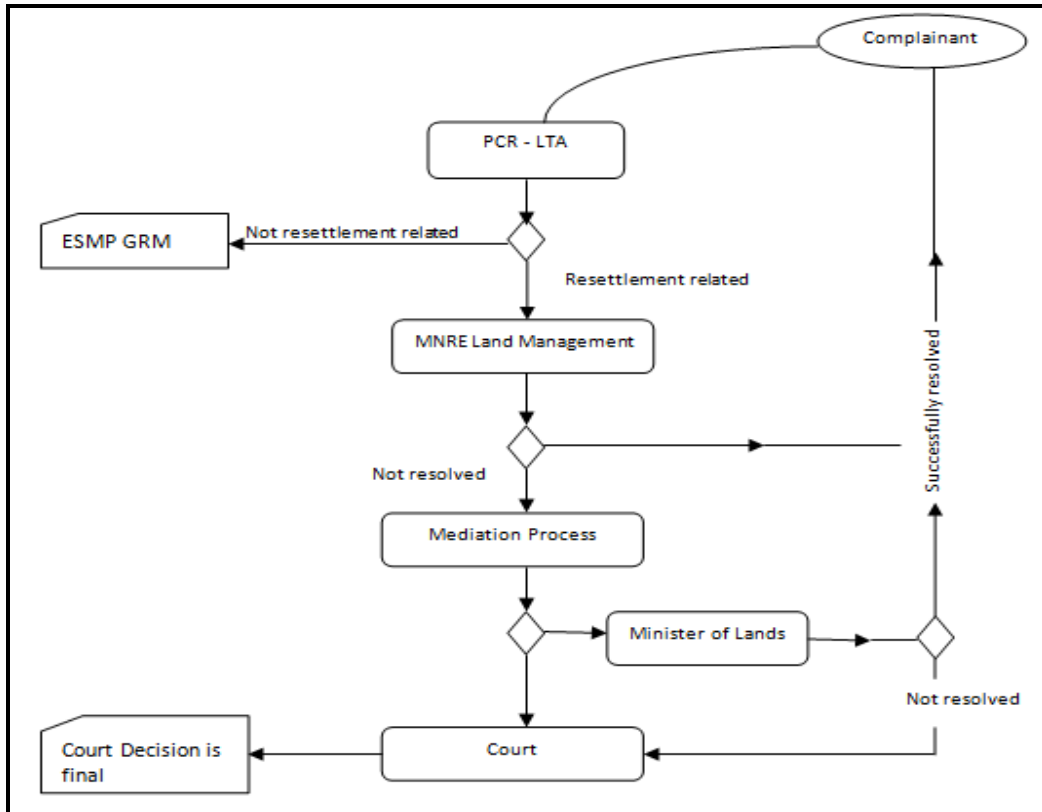 Complainant
PCR - LTA
Not resettlement related
ESMP GRM
Resettlement related
MNRE Land Management
Successfully resolved
Not resolved
Mediation Process
Minister of Lands
Not resolved
Court
Court Decision is
final